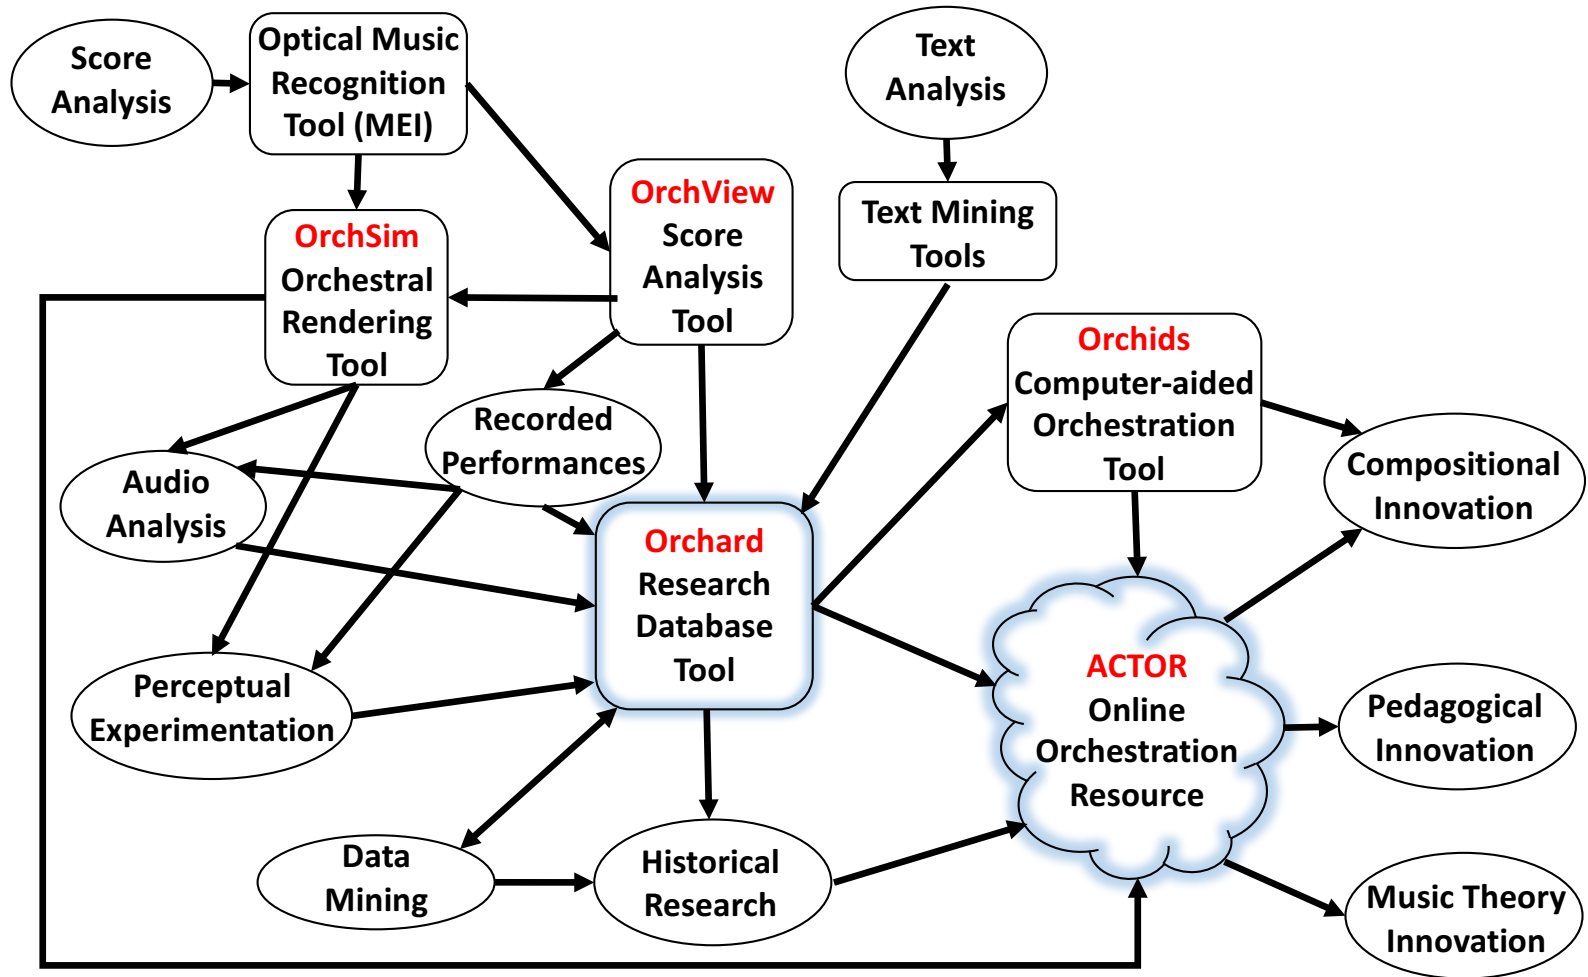 Score
Analysis
Optical Music
Recognition
Tool (MEI)
Text
Analysis
OrchView
Score
Analysis
Tool
Text Mining
Tools
OrchSim
Orchestral
Rendering
Tool
Orchids
Computer-aided
Orchestration
Tool
Recorded
Performances
Audio
Analysis
Compositional
Innovation
Orchard
Research
Database
Tool
Perceptual
Experimentation
ACTOR
Online
Orchestration
Resource
Pedagogical
Innovation
Data
Mining
Historical
Research
Music Theory
Innovation